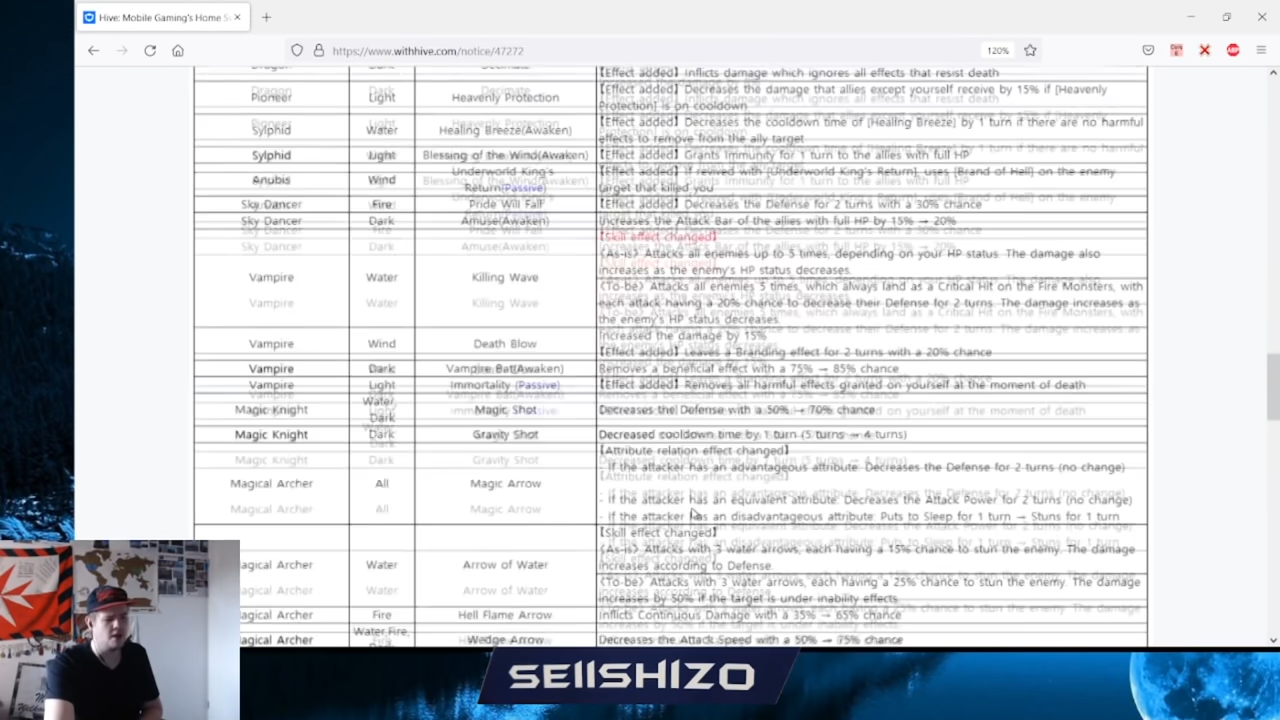 Hive: Mobile Gaming's Home S
https://www.withhive.com/notice/47272
120%
Dark
【Effect added】 Inflicts damage which ignores all effects that resist death
Pioneer Light Heavenly Protection 【Effect added】 Decreases the damage that allies except yourself receive by 15% if [Heavenly
Protection] is on cooldown
Sylphid Water Healing Breeze(Awaken) 【Effect added】 Decreases the cooldown time of [Healing Breeze] by 1 turn if there are no harmful
effects to remove from the ally target
Sylphid Light Blessing of the Wind(Awaken) 【Effect added】 Grants Immunity for 1 turn to the allies with full HP
Anubis Wind Underworld King's
Return(Passive) 【Effect added】 If revived with [Underworld King's Return], uses [Brand of Hell] on the enemy
target that killed you
Sky Dancer Fire Pride Will Fall 【Effect added】 Decreases the Defense for 2 turns with a 30% chance
Sky Dancer Dark Amuse(Awaken) Increases the Attack Bar of the allies with full HP by 15% → 20%
Vampire Water Killing Wave 【Skill effect changed】
(As-is) Attacks all enemies up to 5 times, depending on your HP status. The damage also
increases as the enemy's HP status decreases.
(To-be) Attacks all enemies 3 times, which always land as a Critical Hit on the Fire Monsters, with
each attack having a 20% chance to decrease their Defense for 2 turns. The damage increases as
the enemy's HP status decreases.
Vampire Wind Death Blow Increased the damage by 15%
【Effect added】 Leaves a Branding effect for 2 turns with a 20% chance
Vampire Dark Vampire Bat(Awaken) Removes a beneficial effect with a 75% → 85% chance
Vampire Light Immortality (Passive) 【Effect added】 Removes all harmful effects granted on yourself at the moment of death
Magic Knight Water,
Dark Magic Shot Decreases the Defense with a 50% → 70% chance
Magic Knight Dark Gravity Shot Decreased cooldown time by 1 turn (5 turns → 4 turns)
Magical Archer All Magic Arrow 【Attribute relation effect changed】
- If the attacker has an advantageous attribute: Decreases the Defense for 2 turns (no change)
- If the attacker has an equivalent attribute: Decreases the Attack Power for 2 turns (no change)
- If the attacker has an disadvantageous attribute: Puts to Sleep for 1 turn → Stuns for 1 turn
agical Archer Water Arrow of Water 【Skill effect changed】
(As-is) Attacks with 3 water arrows, each having a 15% chance to stun the enemy. The damage
increases according to Defense.
(To-be) Attacks with 3 water arrows, each having a 25% chance to stun the enemy. The damage
increases by 50% if the target is under inability effects
agical Archer Fire Hell Flame Arrow Inflicts Continuous Damage with a 35% → 65% chance
agical Archer Water,Fire, Wedge Arrow Decreases the Attack Speed with a 50% → 75% chance
SEIISHIZO